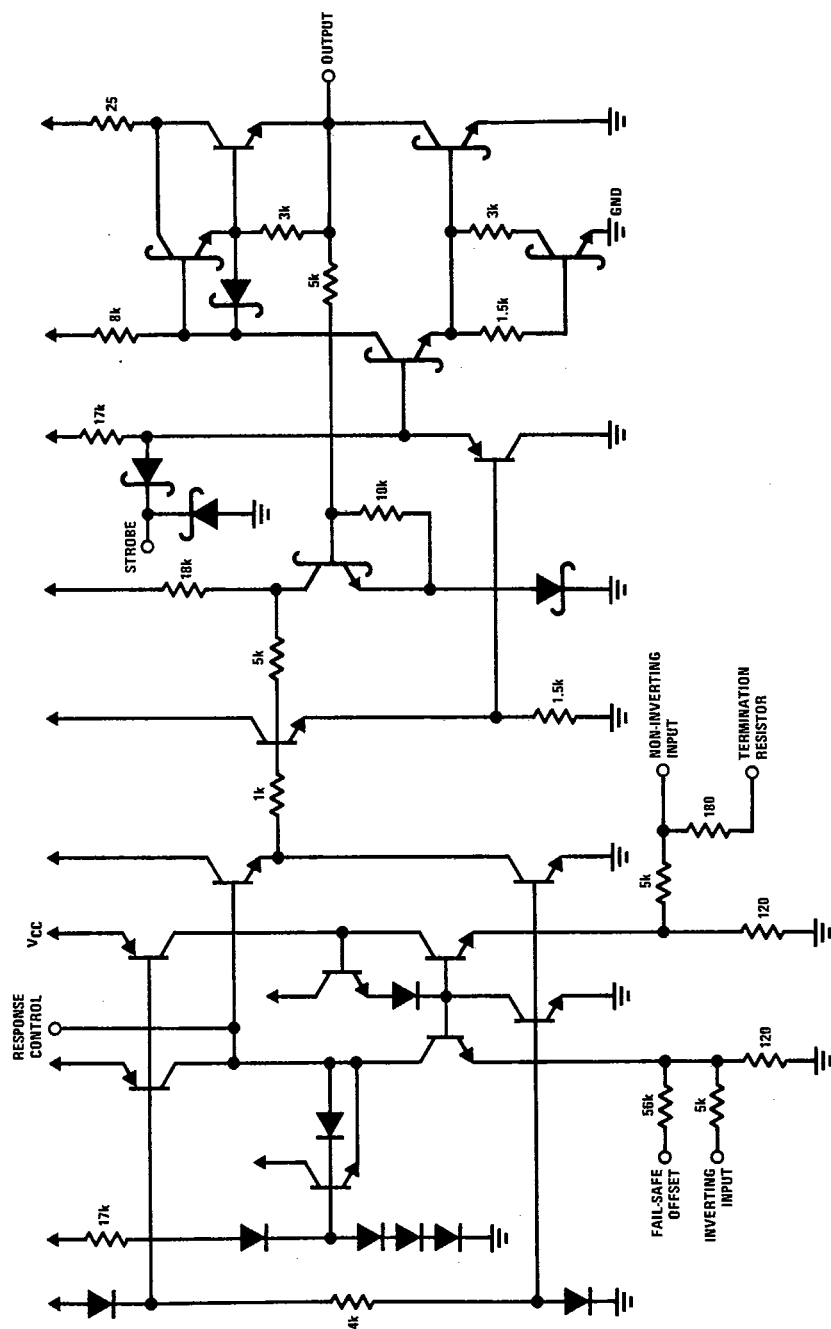 RESPONSE
CONTROL
VCC
17k
4k
56k
FAIL-SAFE
OFFSET
5k
INVERTING
INPUT
120
120
5k
NON-INVERTING
INPUT
180
TERMINATION
RESISTOR
1k
5k
1.5k
18k
STROBE
17k
10k
8k
5k
3k
25
OUTPUT
1.5k
3k
GND